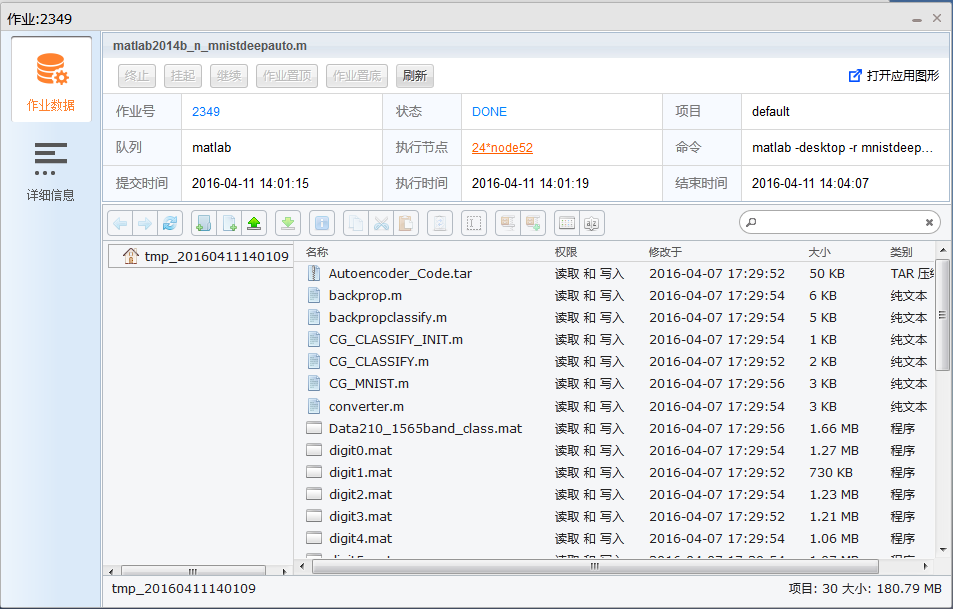 作业:2349
作业数据
详细信息
matlab2014b_n_mnistdeepauto.m
终止 挂起 继续 作业置顶 作业置底 刷新 打开应用图形
作业号 2349 状态 DONE 项目 default
队列 matlab 执行节点 24*node52 命令 matlab -desktop -r mnistdeep...
提交时间 2016-04-11 14:01:15 执行时间 2016-04-11 14:01:19 结束时间 2016-04-11 14:04:07
tmp_20160411140109
名称 权限 修改于 大小 类别
Autoencoder_Code.tar 读取 和 写入 2016-04-07 17:29:52 50 KB TAR 压
backprop.m 读取 和 写入 2016-04-07 17:29:54 6 KB 纯文本
backpropclassify.m 读取 和 写入 2016-04-07 17:29:54 5 KB 纯文本
CG_CLASSIFY_INIT.m 读取 和 写入 2016-04-07 17:29:54 1 KB 纯文本
CG_CLASSIFY.m 读取 和 写入 2016-04-07 17:29:52 2 KB 纯文本
CG_MNIST.m 读取 和 写入 2016-04-07 17:29:56 3 KB 纯文本
converter.m 读取 和 写入 2016-04-07 17:29:54 3 KB 纯文本
Data210_1565band_class.mat 读取 和 写入 2016-04-07 17:29:56 1.66 MB 程序
digit0.mat 读取 和 写入 2016-04-07 17:29:54 1.27 MB 程序
digit1.mat 读取 和 写入 2016-04-07 17:29:52 730 KB 程序
digit2.mat 读取 和 写入 2016-04-07 17:29:54 1.23 MB 程序
digit3.mat 读取 和 写入 2016-04-07 17:29:52 1.21 MB 程序
digit4.mat 读取 和 写入 2016-04-07 17:29:54 1.06 MB 程序
tmp_20160411140109 项目: 30 大小: 180.79 MB